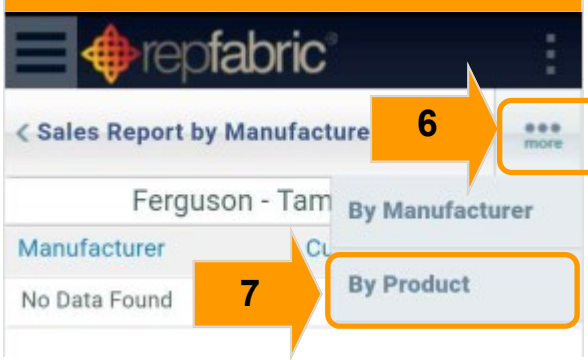 repfabric®
< Sales Report by Manufacture
6
more
Ferguson - Tam
By Manufacturer
Manufacturer
Cu
No Data Found
7
By Product